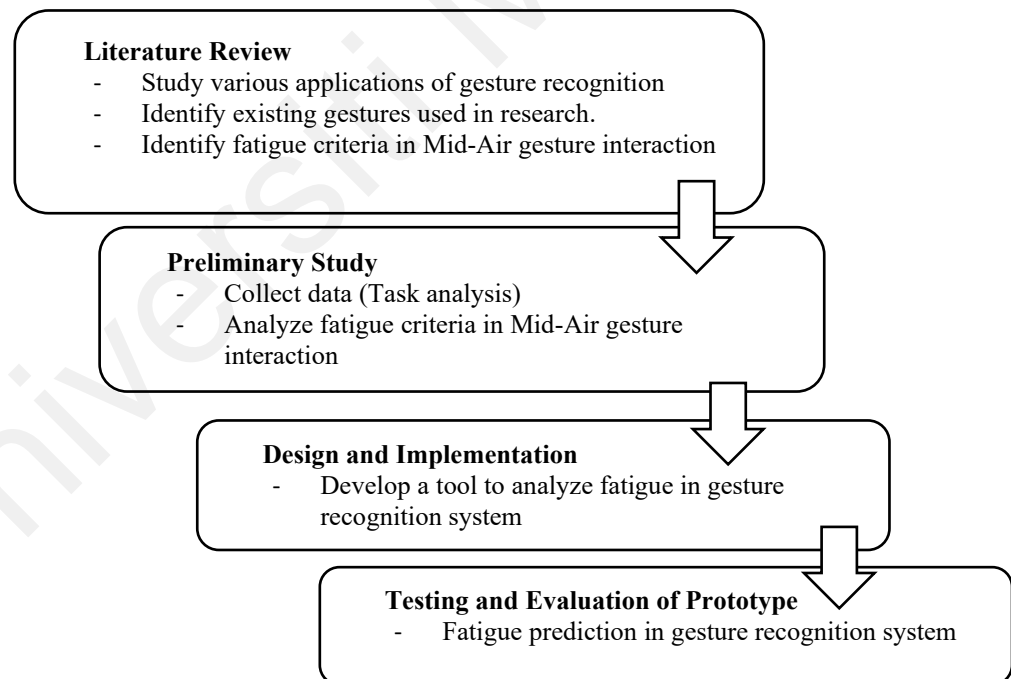 Literature Review
- Study various applications of gesture recognition
- Identify existing gestures used in research.
- Identify fatigue criteria in Mid-Air gesture interaction
Preliminary Study
- Collect data (Task analysis)
- Analyze fatigue criteria in Mid-Air gesture
interaction
Design and Implementation
- Develop a tool to analyze fatigue in gesture
recognition system
Testing and Evaluation of Prototype
- Fatigue prediction in gesture recognition system